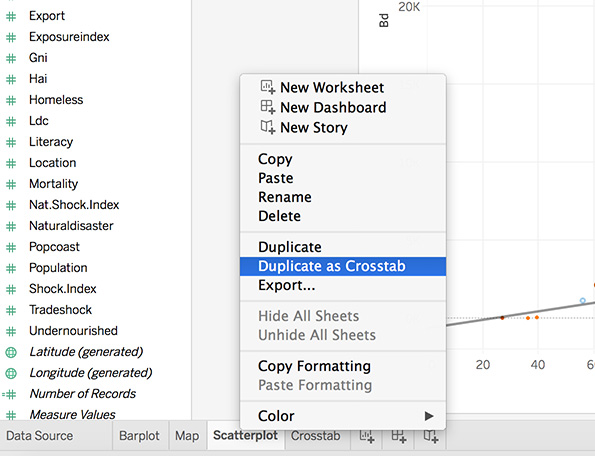 Export
Exposureindex
Gni
Hai
Homeless
Ldc
Literacy
Location
Mortality
Nat.Shock.Index
Naturaldisaster
Popcoast
Population
Shock.Index
Tradeshock
Undernourished
Latitude (generated)
Longitude (generated)
Number of Records
Measure Values
New Worksheet
New Dashboard
New Story
Copy
Paste
Rename
Delete
Duplicate
Duplicate as Crosstab
Export...
Hide All Sheets
Unhide All Sheets
Copy Formatting
Paste Formatting
Color
20K
Bd
20 40 60
Data Source Barplot Map Scatterplot Crosstab